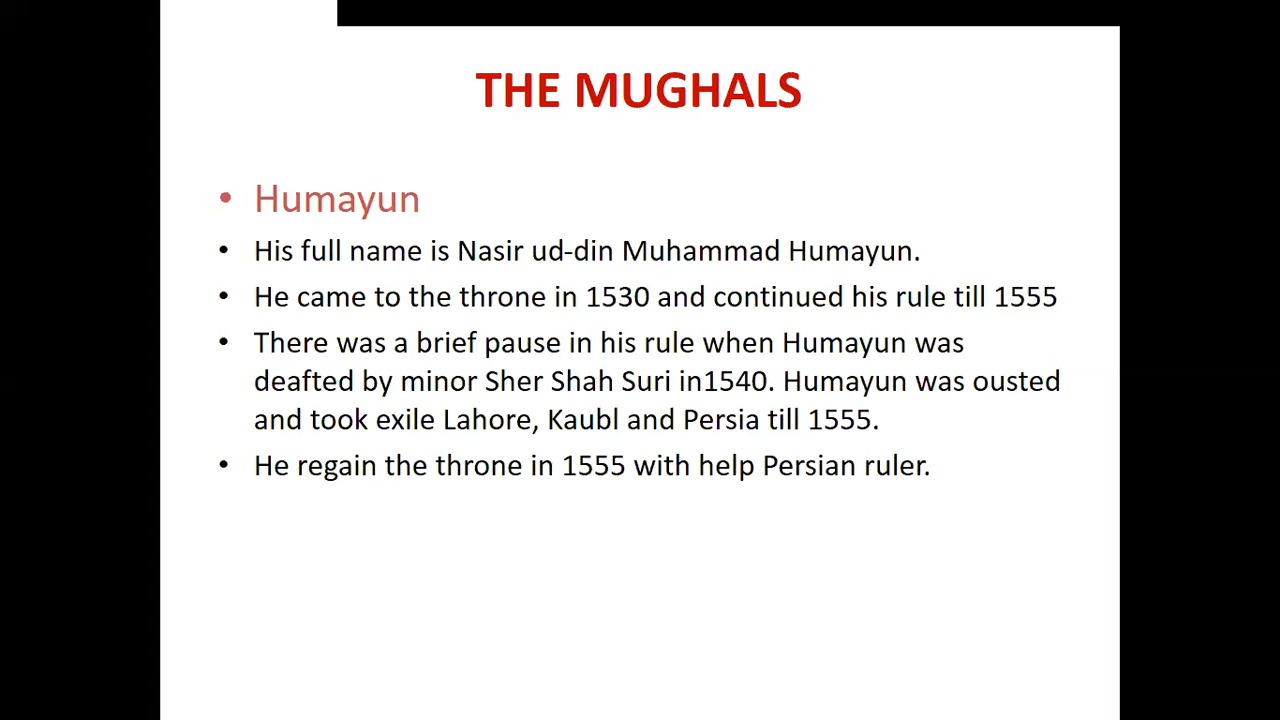 THE MUGHALS
• Humayun
• His full name is Nasir ud-din Muhammad Humayun.
• He came to the throne in 1530 and continued his rule till 1555
• There was a brief pause in his rule when Humayun was
deafted by minor Sher Shah Suri in1540. Humayun was ousted
and took exile Lahore, Kaubl and Persia till 1555.
• He regain the throne in 1555 with help Persian ruler.